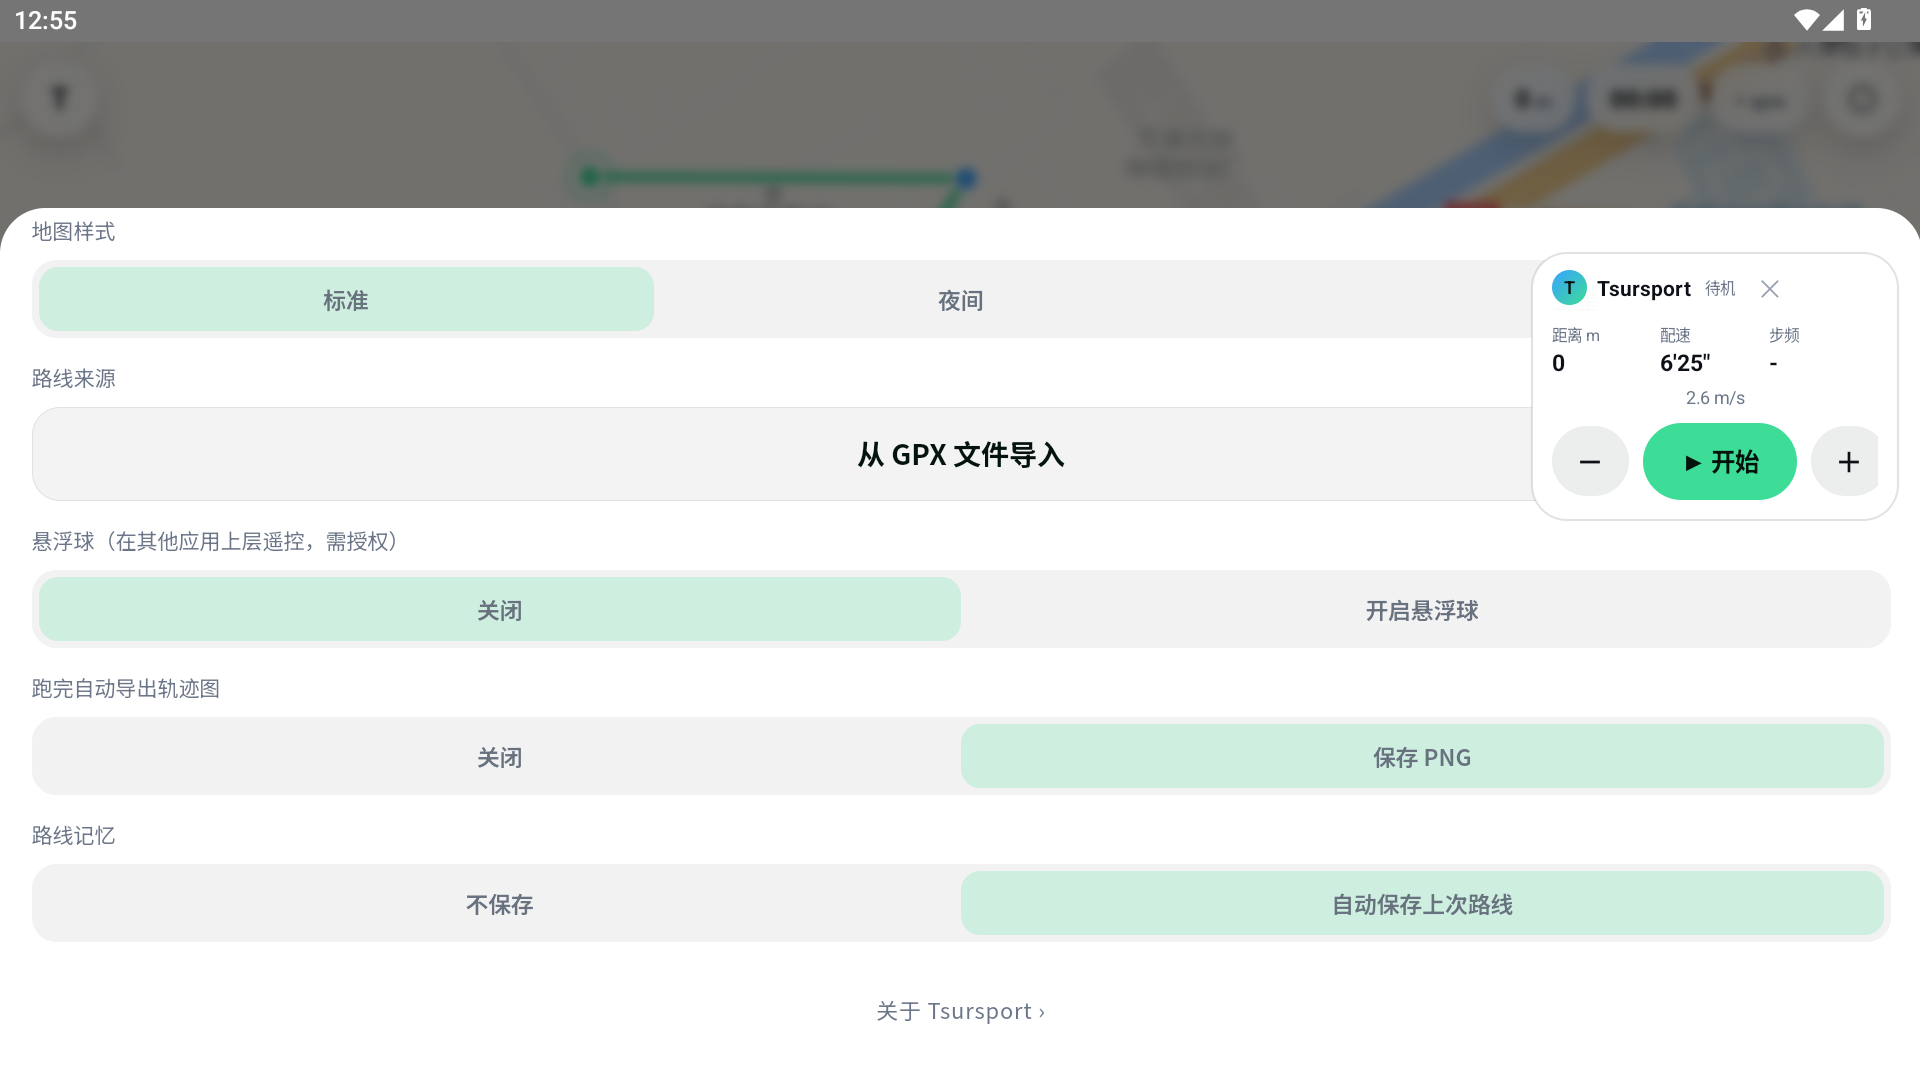 12:55
T
地图样式
标准
夜间
T Tsursport 待机
距离 m 配速 步频
0 6'25" -
2.6 m/s
− ▶ 开始 +
路线来源
从 GPX 文件导入
悬浮球（在其他应用上层遥控，需授权）
关闭
开启悬浮球
跑完自动导出轨迹图
关闭
保存 PNG
路线记忆
不保存
自动保存上次路线
关于 Tsursport ›